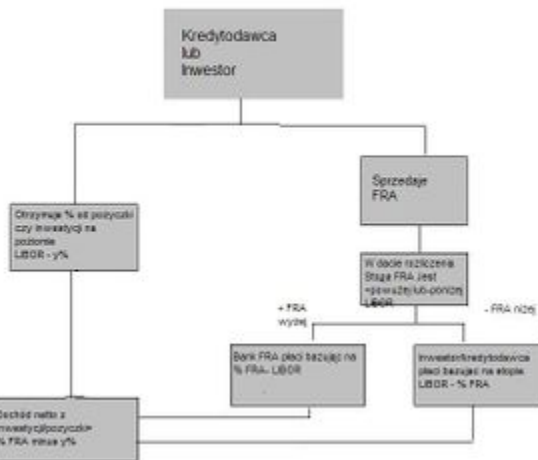 Kredytodawca
lub
Inwestor
Sprzedaje
FRA
Otrzymuje % od pożyczki
czy inwestycji na
poziomie
LIBOR - y%
W dacie rozliczenia
Stopa FRA jest
+powyżej lub -poniżej
LIBOR
+ FRA
wyżej
- FRA niżej
Bank FRA płaci bazując na
% FRA- LIBOR
Inwestor/kredytodawca
płaci bazując na stopie
LIBOR - % FRA
Dochód netto z
inwestycji/pożyczki=
% FRA minus y%